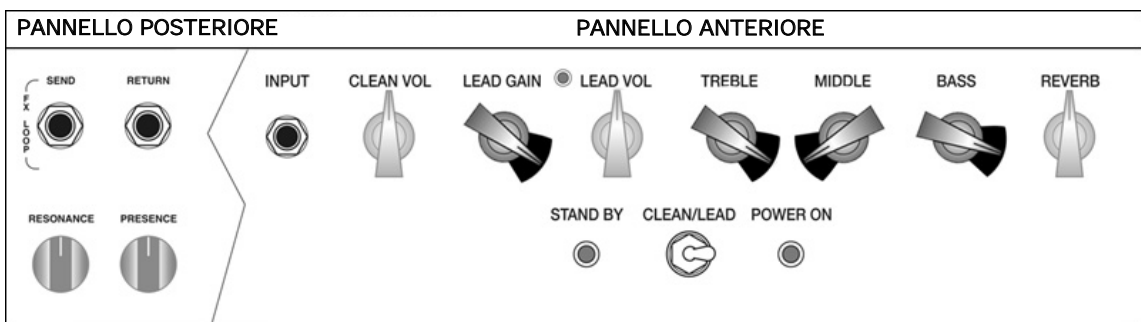 PANNELLO POSTERIORE
PANNELLO ANTERIORE
SEND
RETURN
FX LOOP
INPUT
CLEAN VOL
LEAD GAIN
LEAD VOL
TREBLE
MIDDLE
BASS
REVERB
RESONANCE
PRESENCE
STAND BY
CLEAN/LEAD
POWER ON